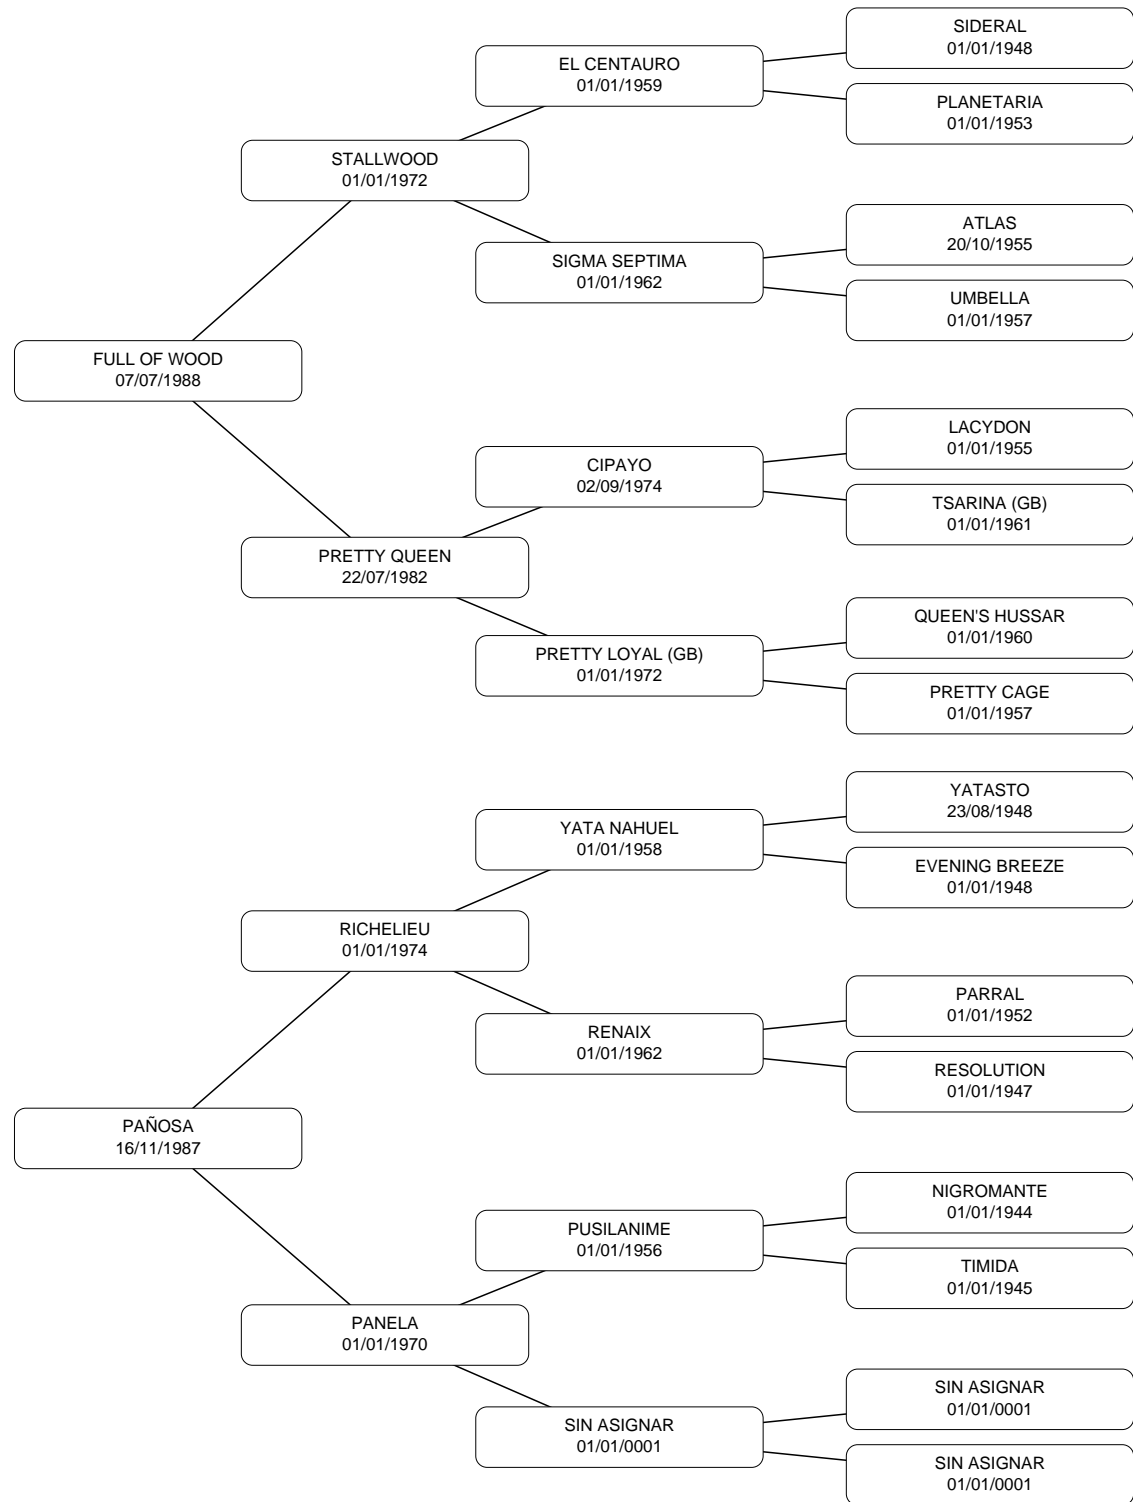 SIDERAL
01/01/1948
EL CENTAURO
01/01/1959
PLANETARIA
01/01/1953
STALLWOOD
01/01/1972
ATLAS
20/10/1955
SIGMA SEPTIMA
01/01/1962
UMBELLA
01/01/1957
FULL OF WOOD
07/07/1988
LACYDON
01/01/1955
CIPAYO
02/09/1974
TSARINA (GB)
01/01/1961
PRETTY QUEEN
22/07/1982
QUEEN'S HUSSAR
01/01/1960
PRETTY LOYAL (GB)
01/01/1972
PRETTY CAGE
01/01/1957
YATASTO
23/08/1948
YATA NAHUEL
01/01/1958
EVENING BREEZE
01/01/1948
RICHELIEU
01/01/1974
PARRAL
01/01/1952
RENAIX
01/01/1962
RESOLUTION
01/01/1947
PAÑOSA
16/11/1987
NIGROMANTE
01/01/1944
PUSILANIME
01/01/1956
TIMIDA
01/01/1945
PANELA
01/01/1970
SIN ASIGNAR
01/01/0001
SIN ASIGNAR
01/01/0001
SIN ASIGNAR
01/01/0001